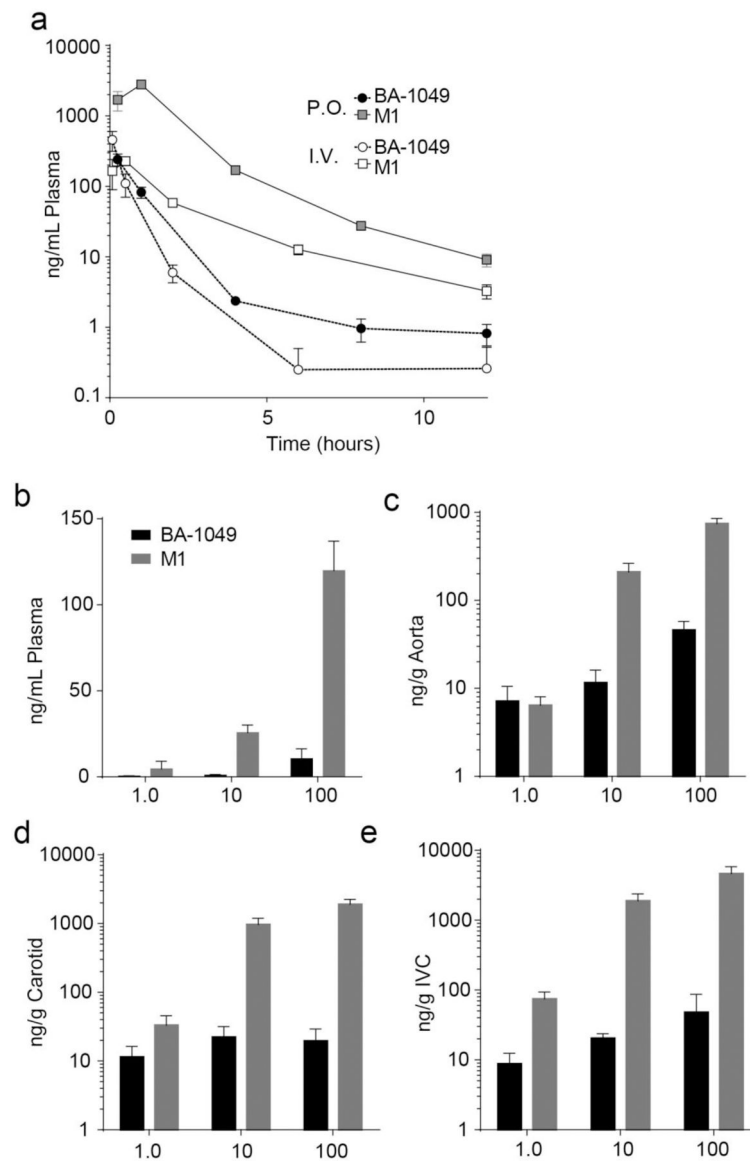 a
10000
1000
100
10
1
0.1
ng/mL Plasma
P.O.
BA-1049
M1
I.V.
BA-1049
M1
0
5
10
Time (hours)
b
150
100
50
0
ng/mL Plasma
BA-1049
M1
1.0
10
100
c
1000
100
10
1
ng/g Aorta
1.0
10
100
d
10000
1000
100
10
1
ng/g Carotid
1.0
10
100
e
10000
1000
100
10
1
ng/g IVC
1.0
10
100